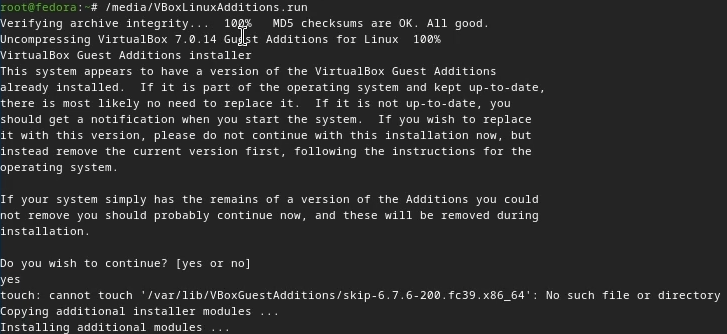 root@fedora:~# /media/VBoxLinuxAdditions.run
Verifying archive integrity...  100%   MD5 checksums are OK. All good.
Uncompressing VirtualBox 7.0.14 Guest Additions for Linux  100%
VirtualBox Guest Additions installer
This system appears to have a version of the VirtualBox Guest Additions
already installed.  If it is part of the operating system and kept up-to-date,
there is most likely no need to replace it.  If it is not up-to-date, you
should get a notification when you start the system.  If you wish to replace
it with this version, please do not continue with this installation now, but
instead remove the current version first, following the instructions for the
operating system.

If your system simply has the remains of a version of the Additions you could
not remove you should probably continue now, and these will be removed during
installation.

Do you wish to continue? [yes or no]
yes
touch: cannot touch '/var/lib/VBoxGuestAdditions/skip-6.7.6-200.fc39.x86_64': No such file or directory
Copying additional installer modules ...
Installing additional modules ...